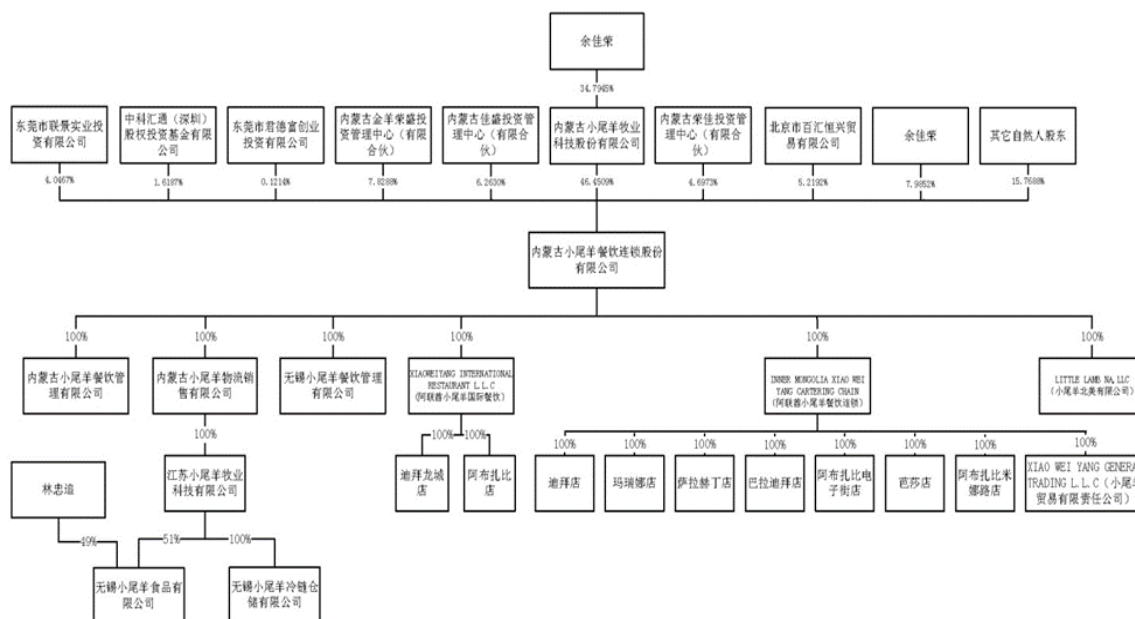 余佳荣
34.7945%
东莞市联景实业投
资有限公司
中科汇通（深圳）
股权投资基金有限
公司
东莞市君德富创业
投资有限公司
内蒙古金羊荣盛投
资管理中心（有限
合伙）
内蒙古佳盛投资管
理中心（有限合
伙）
内蒙古小尾羊牧业
科技股份有限公司
内蒙古荣佳投资管
理中心（有限合
伙）
北京市百汇恒兴贸
易有限公司
余佳荣
其它自然人股东
4.0467%
1.6187%
0.1214%
7.8288%
6.2630%
46.4509%
4.6973%
5.2192%
7.9852%
15.7688%
内蒙古小尾羊餐饮连锁股份
有限公司
100%
100%
100%
100%
100%
100%
内蒙古小尾羊餐饮管
理有限公司
内蒙古小尾羊物流销
售有限公司
无锡小尾羊餐饮管理
有限公司
XIAOWEIYANG INTERNATIONAL
RESTAURANT L.L.C
(阿联酋小尾羊国际餐饮)
INNER MONGOLIA XIAO WEI
YANG CARTERING CHAIN
(阿联酋小尾羊餐饮连锁)
LITTLE LAMB NA,LLC
(小尾羊北美有限公司)
100%
100%
100%
100%
100%
100%
100%
100%
100%
100%
100%
林忠追
江苏小尾羊牧业
科技有限公司
迪拜龙城
店
阿布扎比
店
迪拜店
玛瑞娜店
萨拉赫丁店
巴拉迪拜店
阿布扎比电
子街店
芭莎店
阿布扎比米
娜路店
XIAO WEI YANG GENERA
TRADING L.L.C（小尾羊
贸易有限责任公司）
49%
51%
100%
无锡小尾羊食品有
限公司
无锡小尾羊冷链仓
储有限公司